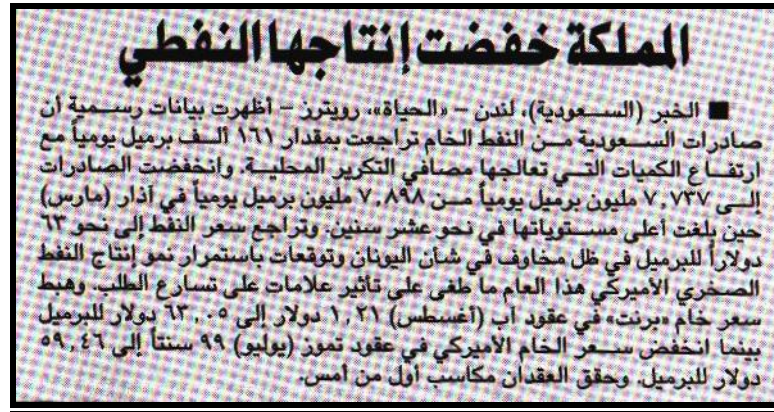 المملكة خفضت إنتاجها النفطي
■ الخبر (السعودية)، لندن – «الحياة»، رويترز – أظهرت بيانات رسمية أن
صادرات السعودية من النفط الخام تراجعت بمقدار ١٦١ ألف برميل يومياً مع
ارتفاع الكميات التي تعالجها مصافي التكرير المحلية. وانخفضت الصادرات
إلى ٧,٧٣٧ مليون برميل يومياً من ٧,٨٩٨ مليون برميل يومياً في آذار (مارس)
حين بلغت أعلى مستوياتها في نحو عشر سنين. وتراجع سعر النفط إلى نحو ٦٣
دولاراً للبرميل في ظل مخاوف في شأن اليونان وتوقعات باستمرار نمو إنتاج النفط
الصخري الأميركي هذا العام ما طغى على تأثير علامات على تسارع الطلب. وهبط
سعر خام «برنت» في عقود آب (أغسطس) ١,٢١ دولار إلى ٦٣,٠٥ دولار للبرميل
بينما انخفض سعر الخام الأميركي في عقود تموز (يوليو) ٩٩ سنتاً إلى ٥٩,٤٦
دولار للبرميل. وحقق العقدان مكاسب أول من أمس.